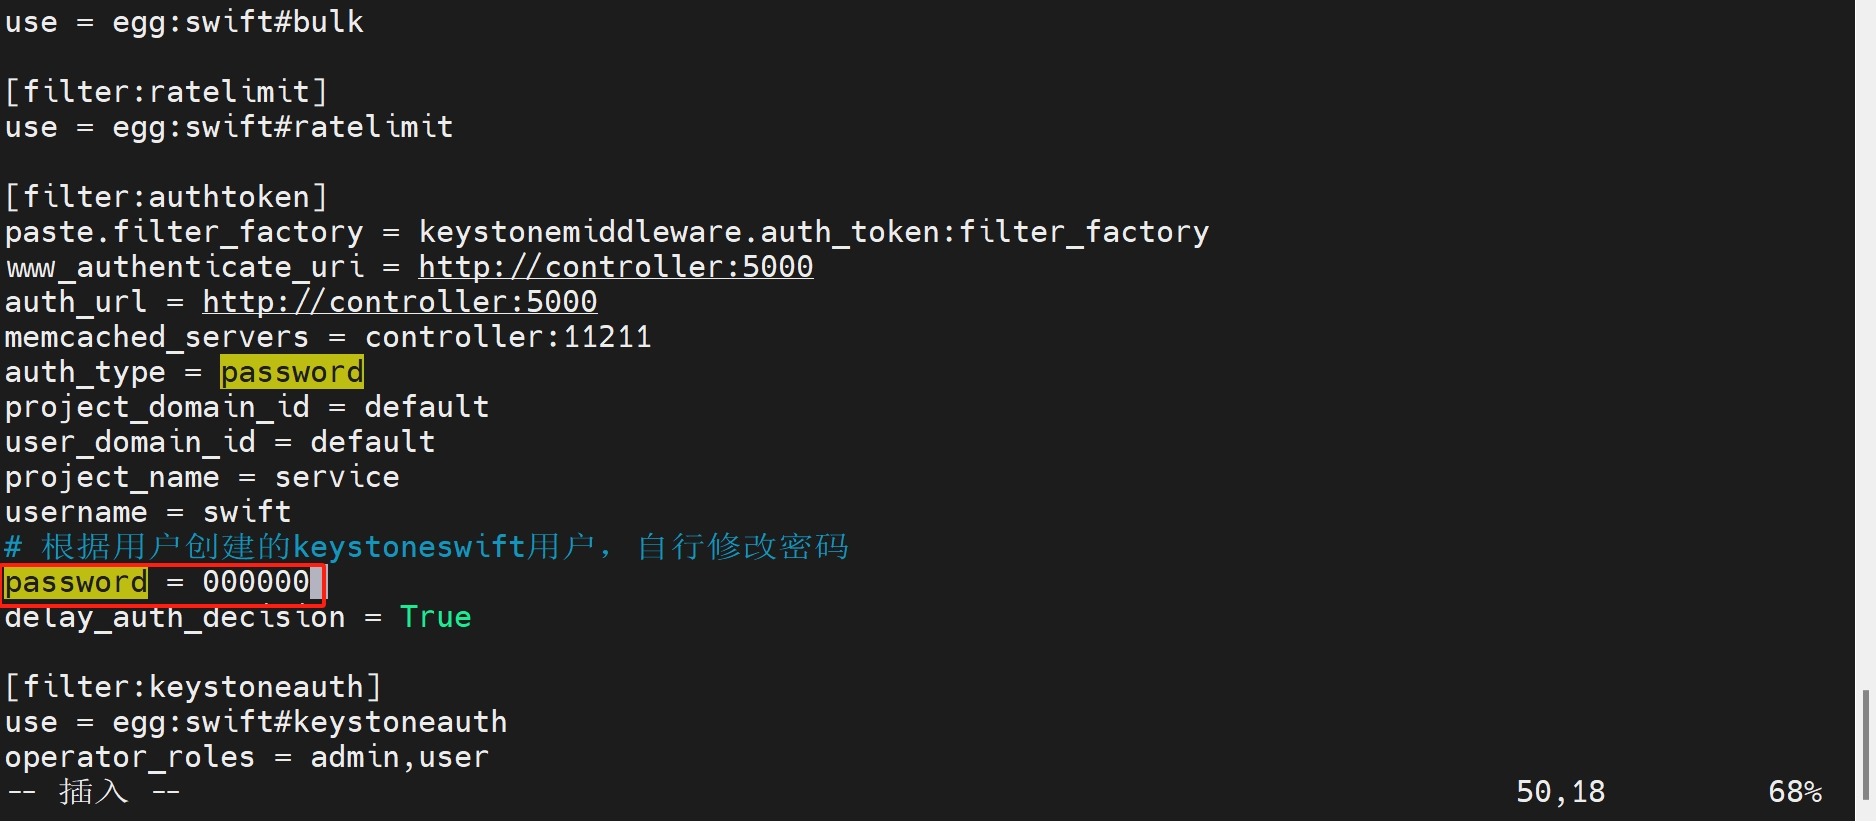 use = egg:swift#bulk
[filter:ratelimit]
use = egg:swift#ratelimit
[filter:authtoken]
paste.filter_factory = keystonemiddleware.auth_token:filter_factory
www_authenticate_uri = http://controller:5000
auth_url = http://controller:5000
memcached_servers = controller:11211
auth_type = password
project_domain_id = default
user_domain_id = default
project_name = service
username = swift
# 根据用户创建的keystoneswift用户，自行修改密码
password = 000000
delay_auth_decision = True
[filter:keystoneauth]
use = egg:swift#keystoneauth
operator_roles = admin,user
-- 插入 -- 50,18 68%